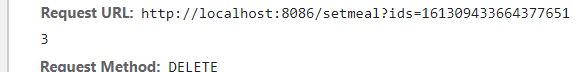 Request URL: http://localhost:8086/setmeal?ids=161309433664377651
3
Request Method: DELETE